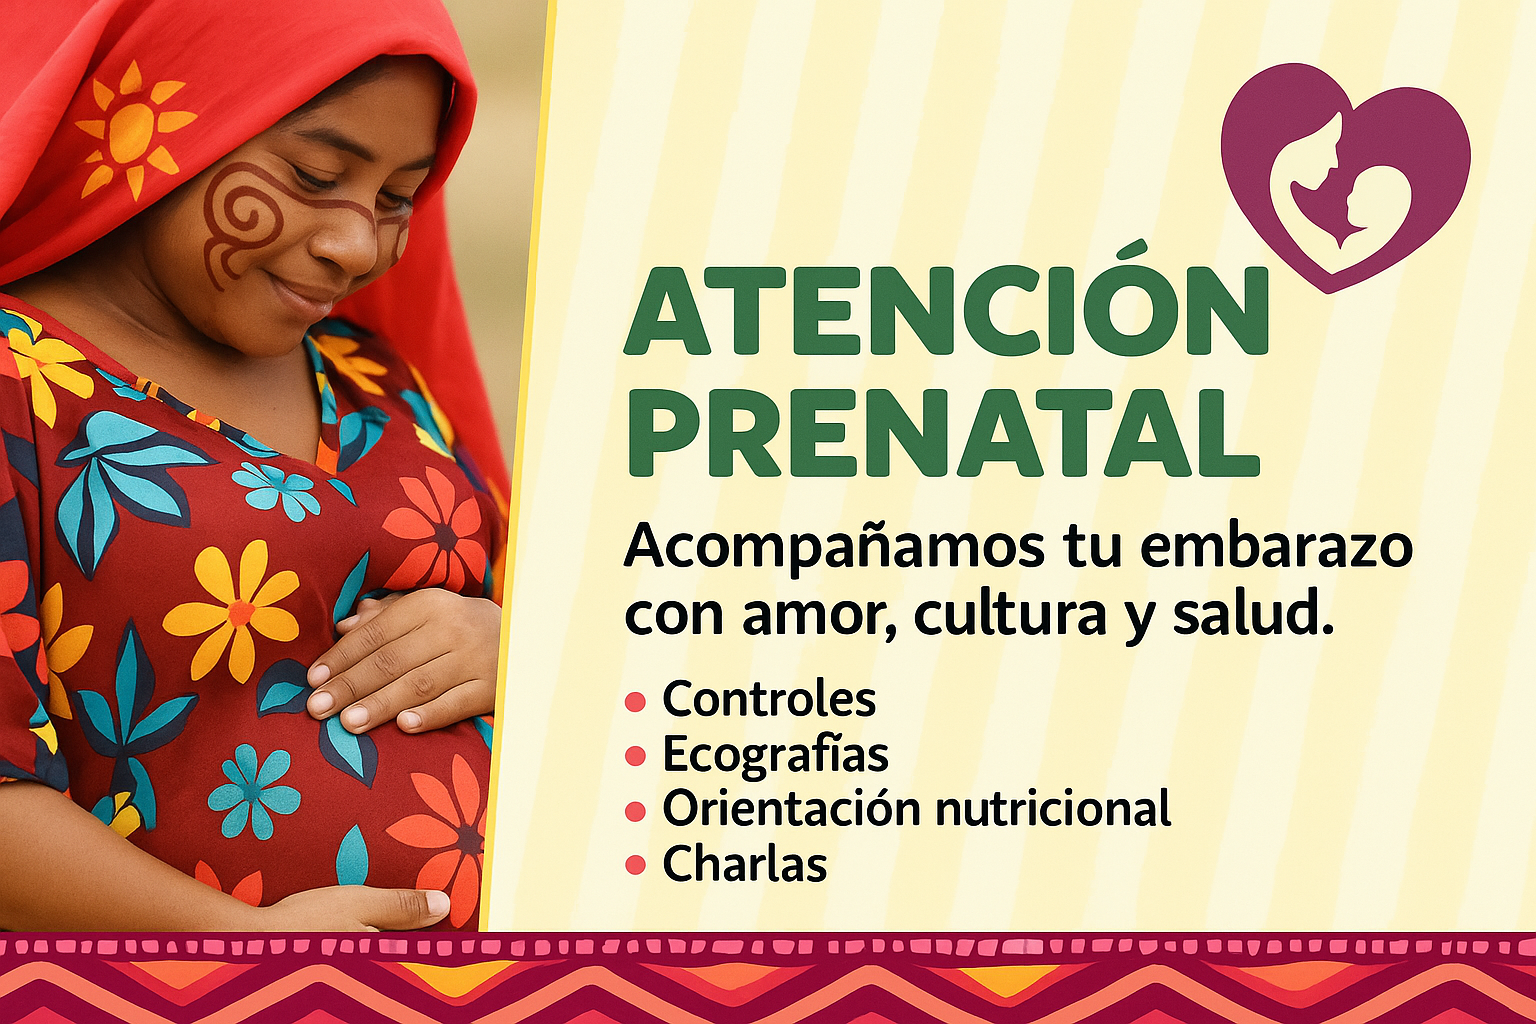 ATENCIÓN
PRENATAL
Acompañamos tu embarazo
con amor, cultura y salud.
• Controles
• Ecografías
• Orientación nutricional
• Charlas